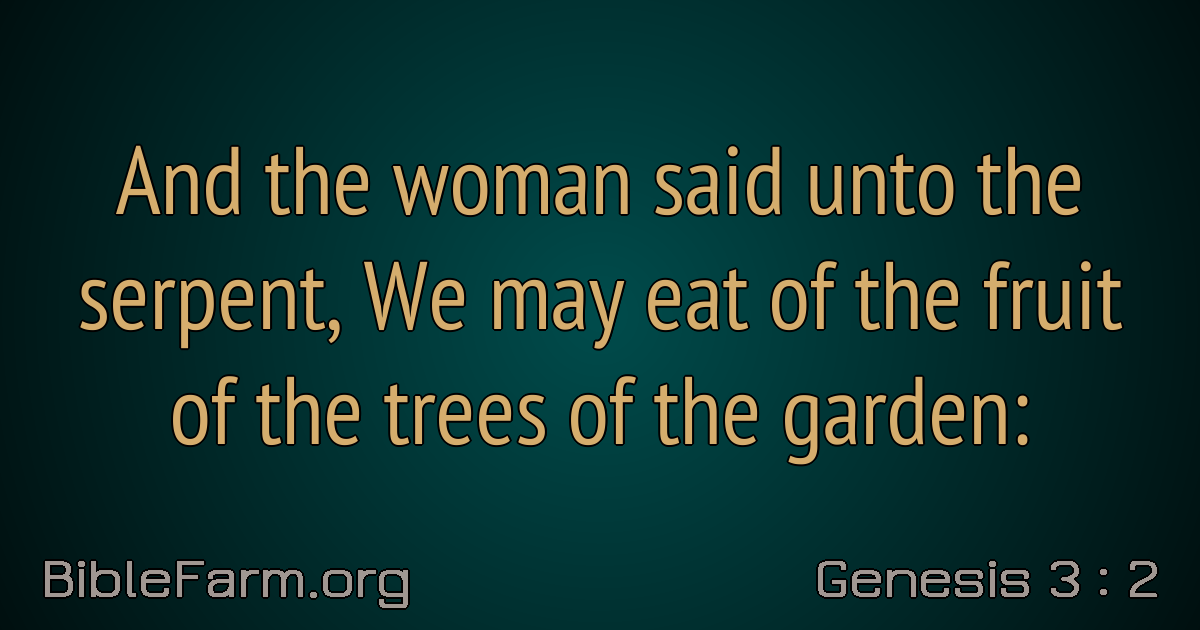 And the woman said unto the
serpent, We may eat of the fruit
of the trees of the garden:
BibleFarm.org
Genesis 3 : 2